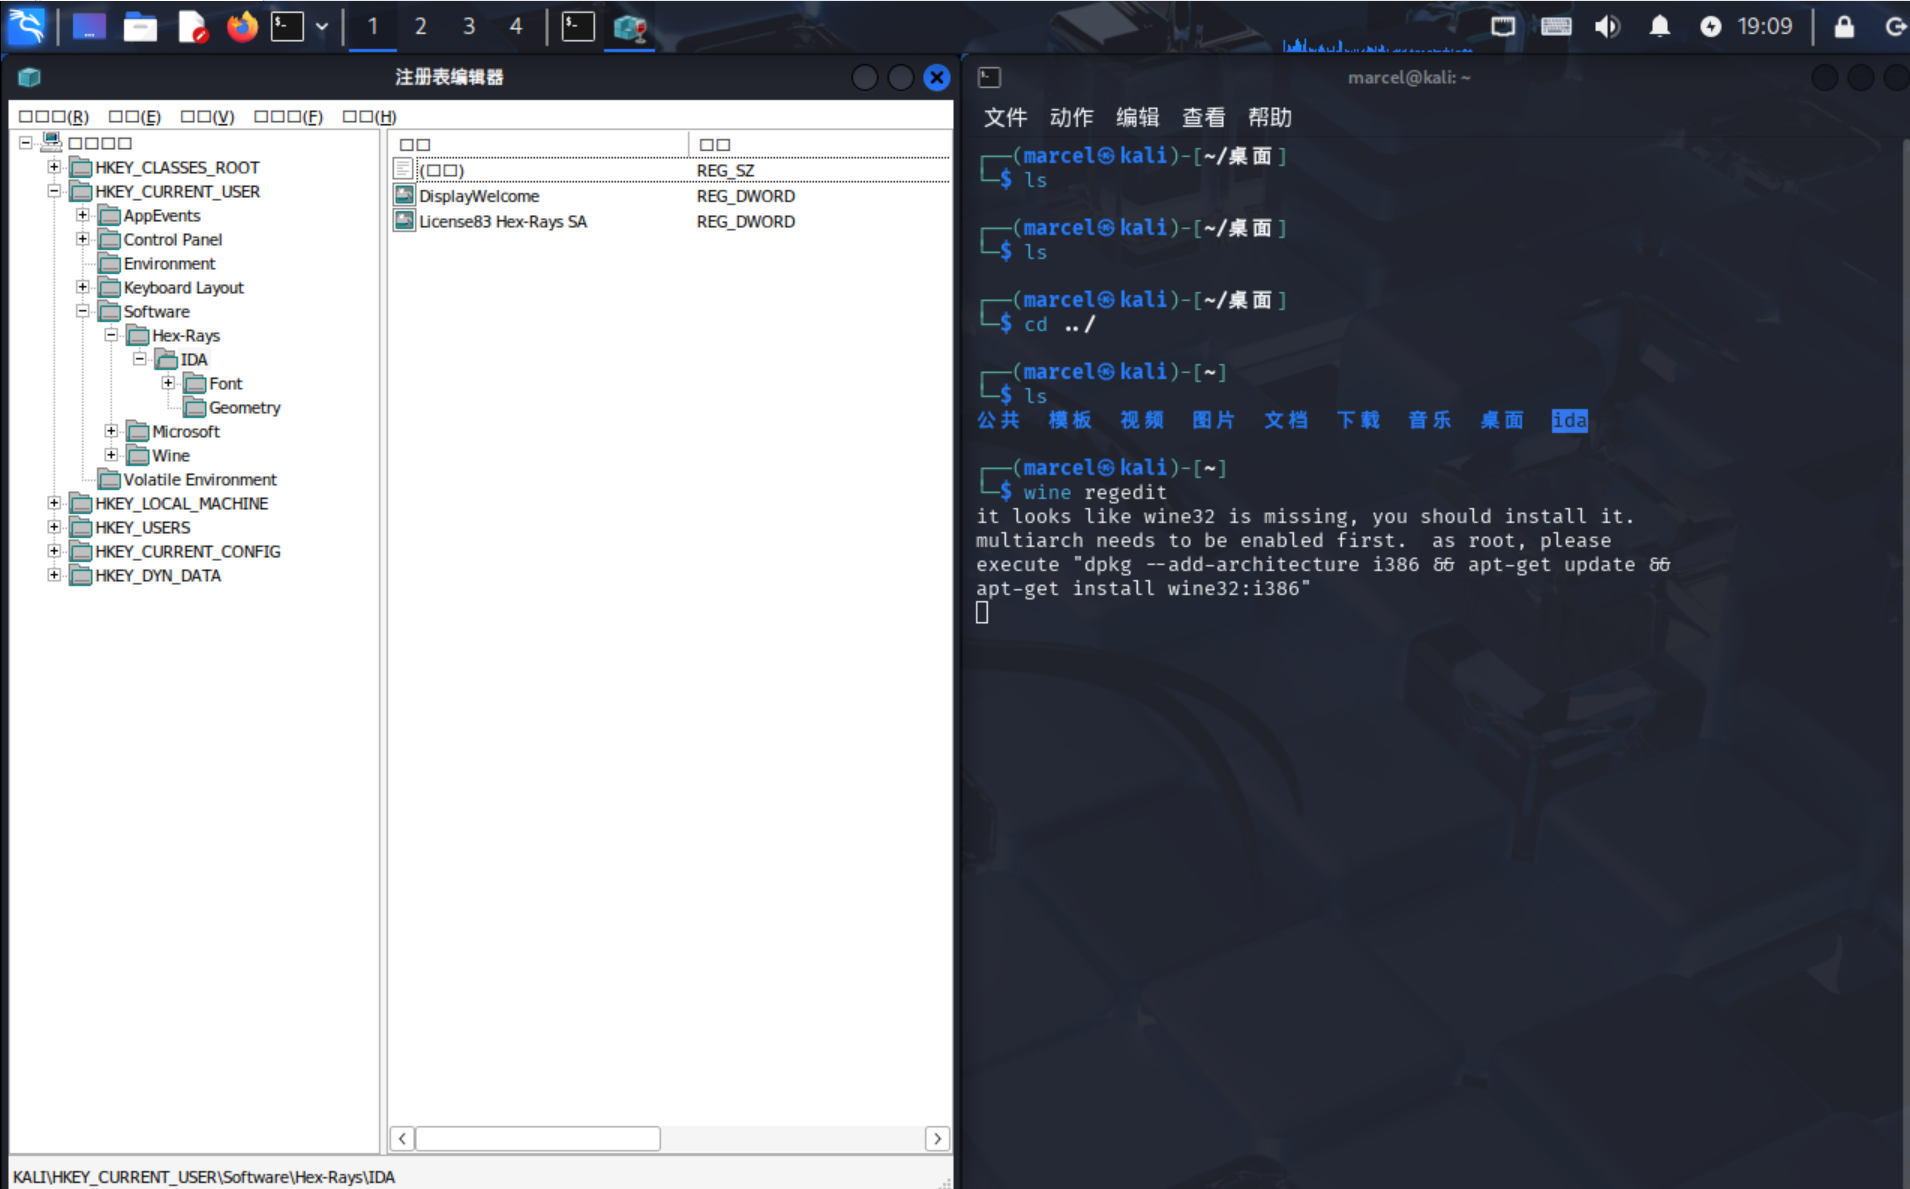 1 2 3 4 19:09
注册表编辑器
□□□(R) □□(E) □□(V) □□□(F) □□(H)
□□□□
HKEY_CLASSES_ROOT
HKEY_CURRENT_USER
AppEvents
Control Panel
Environment
Keyboard Layout
Software
Hex-Rays
IDA
Font
Geometry
Microsoft
Wine
Volatile Environment
HKEY_LOCAL_MACHINE
HKEY_USERS
HKEY_CURRENT_CONFIG
HKEY_DYN_DATA
□□ □□
(□□) REG_SZ
DisplayWelcome REG_DWORD
License83 Hex-Rays SA REG_DWORD
KALI\HKEY_CURRENT_USER\Software\Hex-Rays\IDA
marcel@kali: ~
文件 动作 编辑 查看 帮助
┌──(marcel㉿kali)-[~/桌面]
└─$ ls
┌──(marcel㉿kali)-[~/桌面]
└─$ ls
┌──(marcel㉿kali)-[~/桌面]
└─$ cd ../
┌──(marcel㉿kali)-[~]
└─$ ls
公共 模板 视频 图片 文档 下载 音乐 桌面 ida
┌──(marcel㉿kali)-[~]
└─$ wine regedit
it looks like wine32 is missing, you should install it.
multiarch needs to be enabled first.  as root, please
execute "dpkg --add-architecture i386 && apt-get update &&
apt-get install wine32:i386"